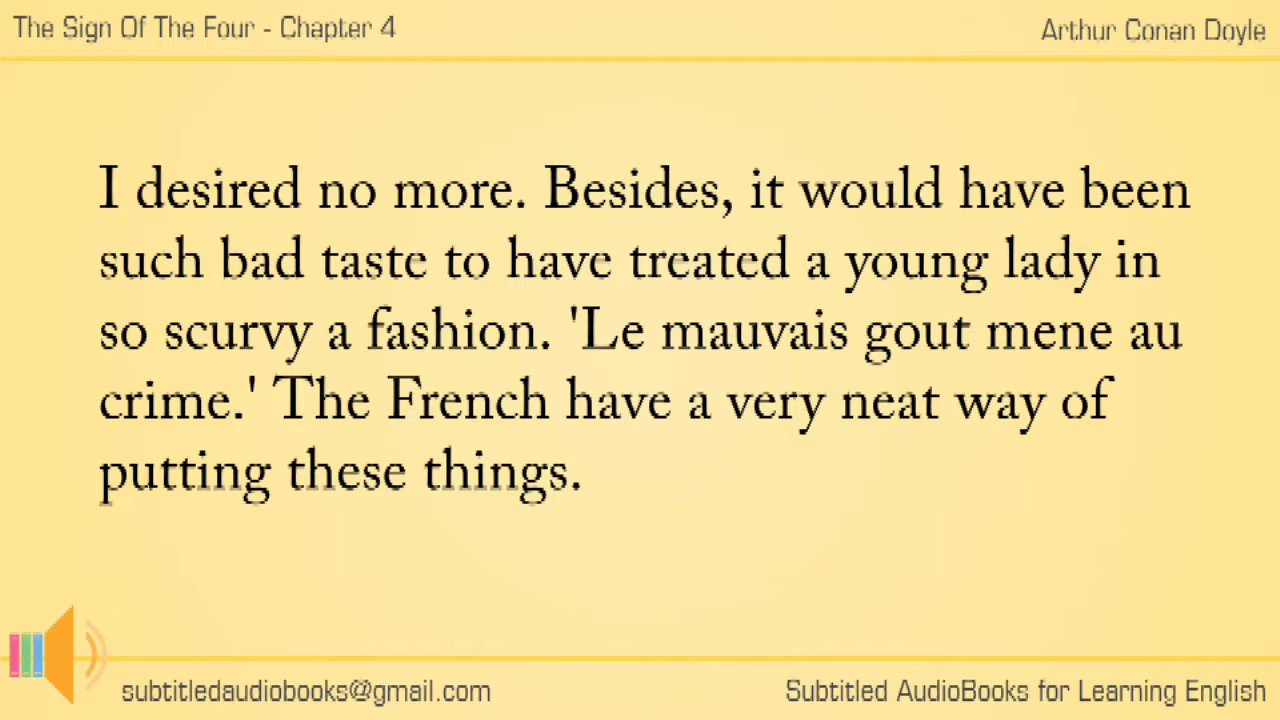 The Sign Of The Four - Chapter 4
Arthur Conan Doyle
I desired no more. Besides, it would have been
such bad taste to have treated a young lady in
so scurvy a fashion. 'Le mauvais gout mene au
crime.' The French have a very neat way of
putting these things.
subtitledaudiobooks@gmail.com
Subtitled AudioBooks for Learning English